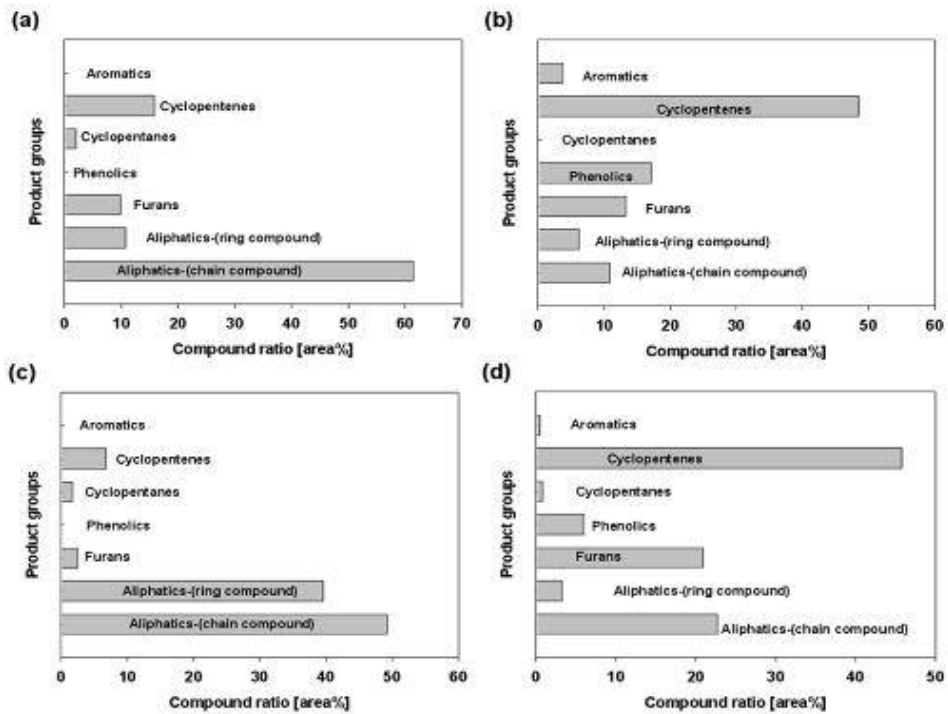 (a)
Product groups
Aromatics
Cyclopentenes
Cyclopentanes
Phenolics
Furans
Aliphatics-(ring compound)
Aliphatics-(chain compound)
0 10 20 30 40 50 60 70
Compound ratio [area%]
(b)
Product groups
Aromatics
Cyclopentenes
Cyclopentanes
Phenolics
Furans
Aliphatics-(ring compound)
Aliphatics-(chain compound)
0 10 20 30 40 50 60
Compound ratio [area%]
(c)
Product groups
Aromatics
Cyclopentenes
Cyclopentanes
Phenolics
Furans
Aliphatics-(ring compound)
Aliphatics-(chain compound)
0 10 20 30 40 50 60
Compound ratio [area%]
(d)
Product groups
Aromatics
Cyclopentenes
Cyclopentanes
Phenolics
Furans
Aliphatics-(ring compound)
Aliphatics-(chain compound)
0 10 20 30 40 50
Compound ratio [area%]